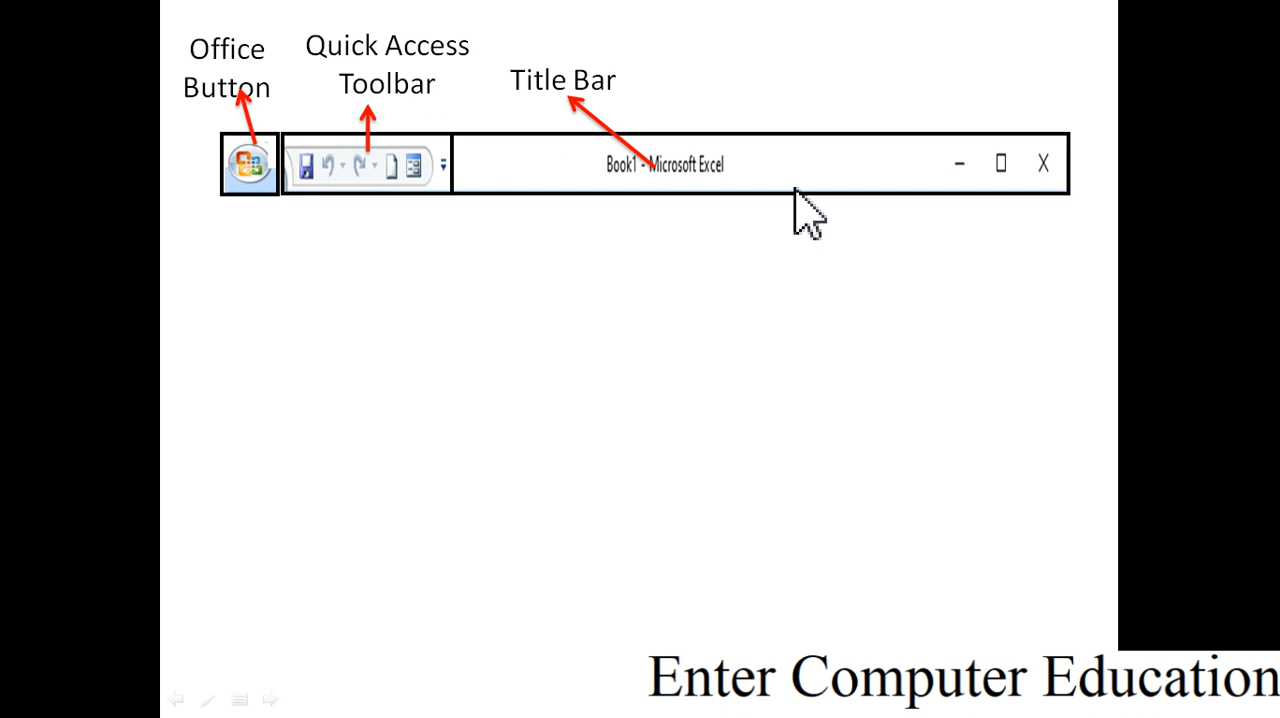 Office
Button
Quick Access
Toolbar
Title Bar
Book1 - Microsoft Excel
Enter Computer Education